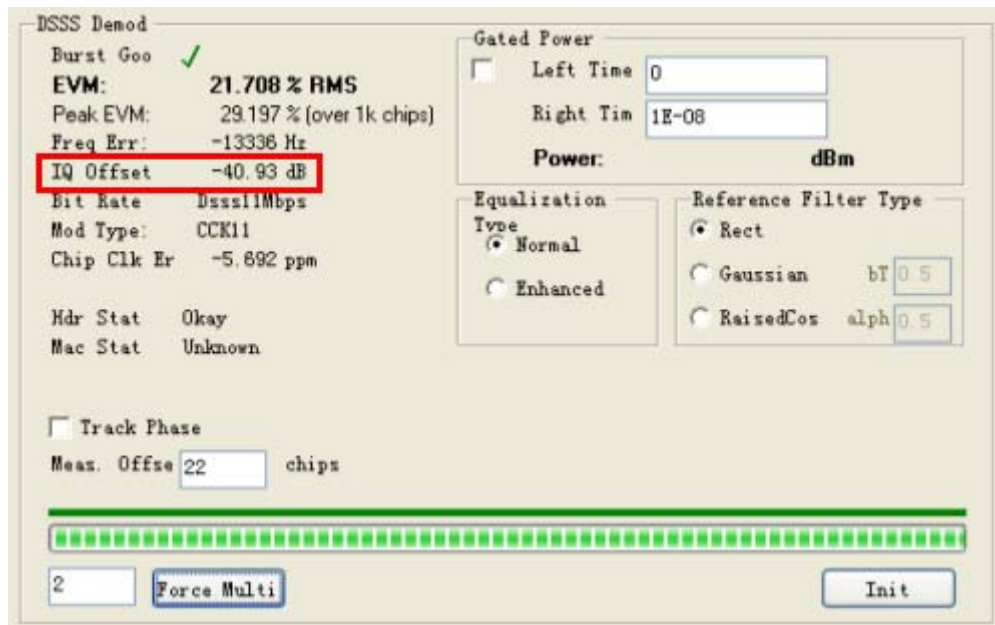 DSSS Demod
Burst Goo
EVM: 21.708 % RMS
Peak EVM: 29.197 % (over 1k chips)
Freq Err: -13336 Hz
IQ Offset -40.93 dB
Bit Rate Dsss11Mbps
Mod Type: CCK11
Chip Clk Er -5.692 ppm
Hdr Stat Okay
Mac Stat Unknown
Track Phase
Meas. Offse 22 chips
2 Force Multi
Gated Power
Left Time 0
Right Tim 1E-08
Power: dBm
Equalization
Type
Normal
Enhanced
Reference Filter Type
Rect
Gaussian bT 0.5
RaisedCos alph 0.5
Init